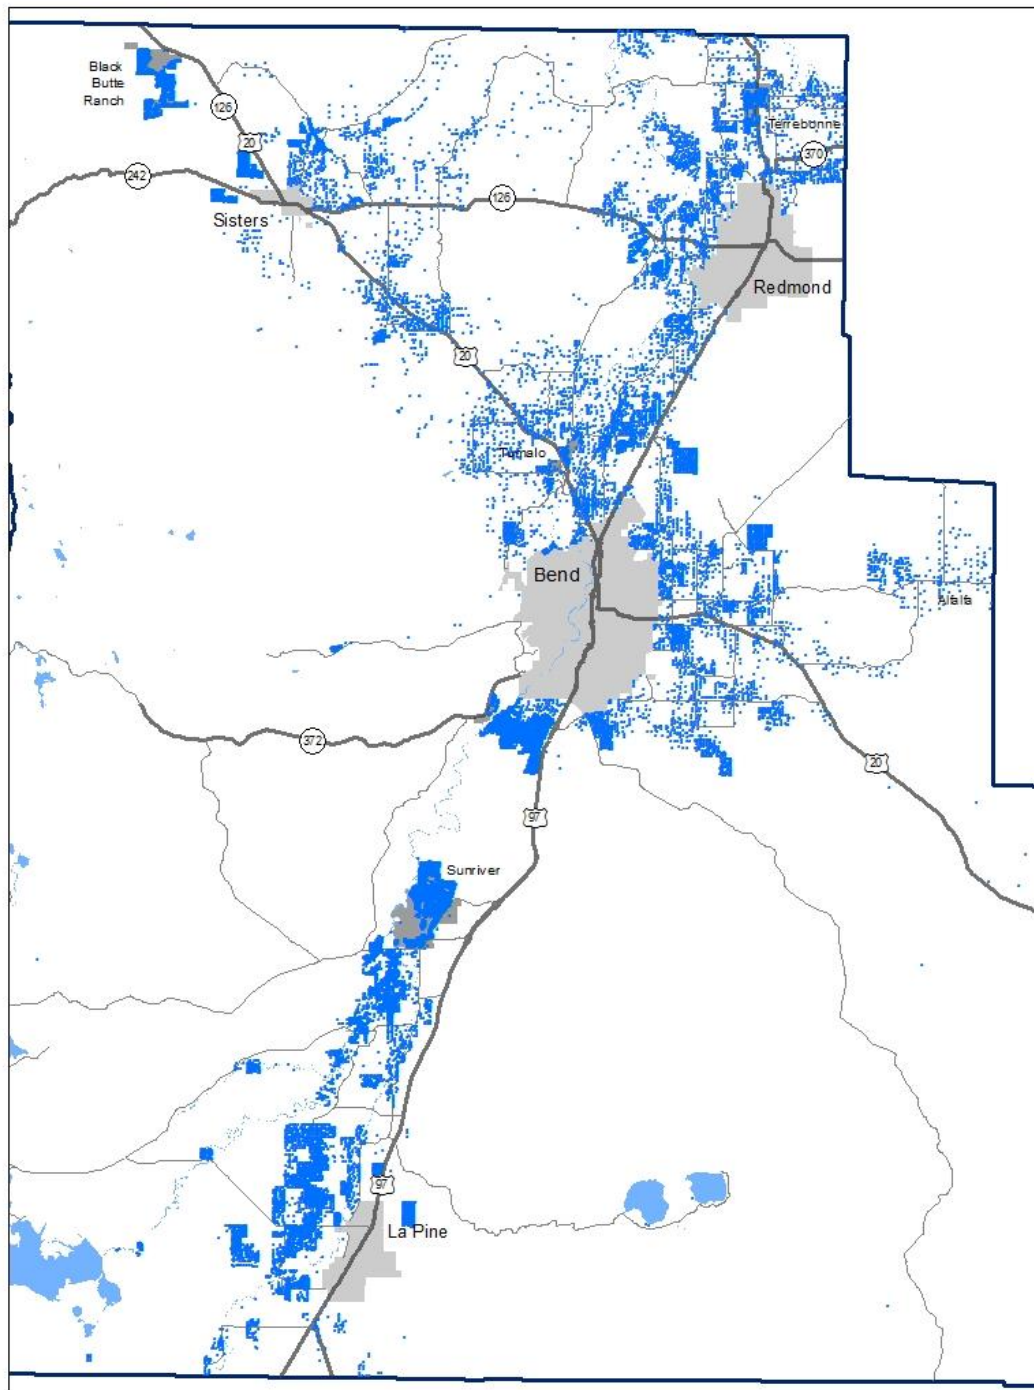 Black
Butte
Ranch
126
20
242
Sisters
126
Terrebonne
370
Redmond
20
Tumalo
Bend
Alfalfa
372
20
97
Sunriver
97
La Pine